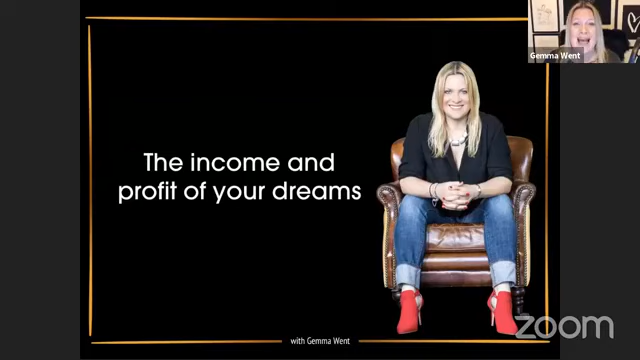 Gemma Went
The income and
profit of your dreams
with Gemma Went
zoom